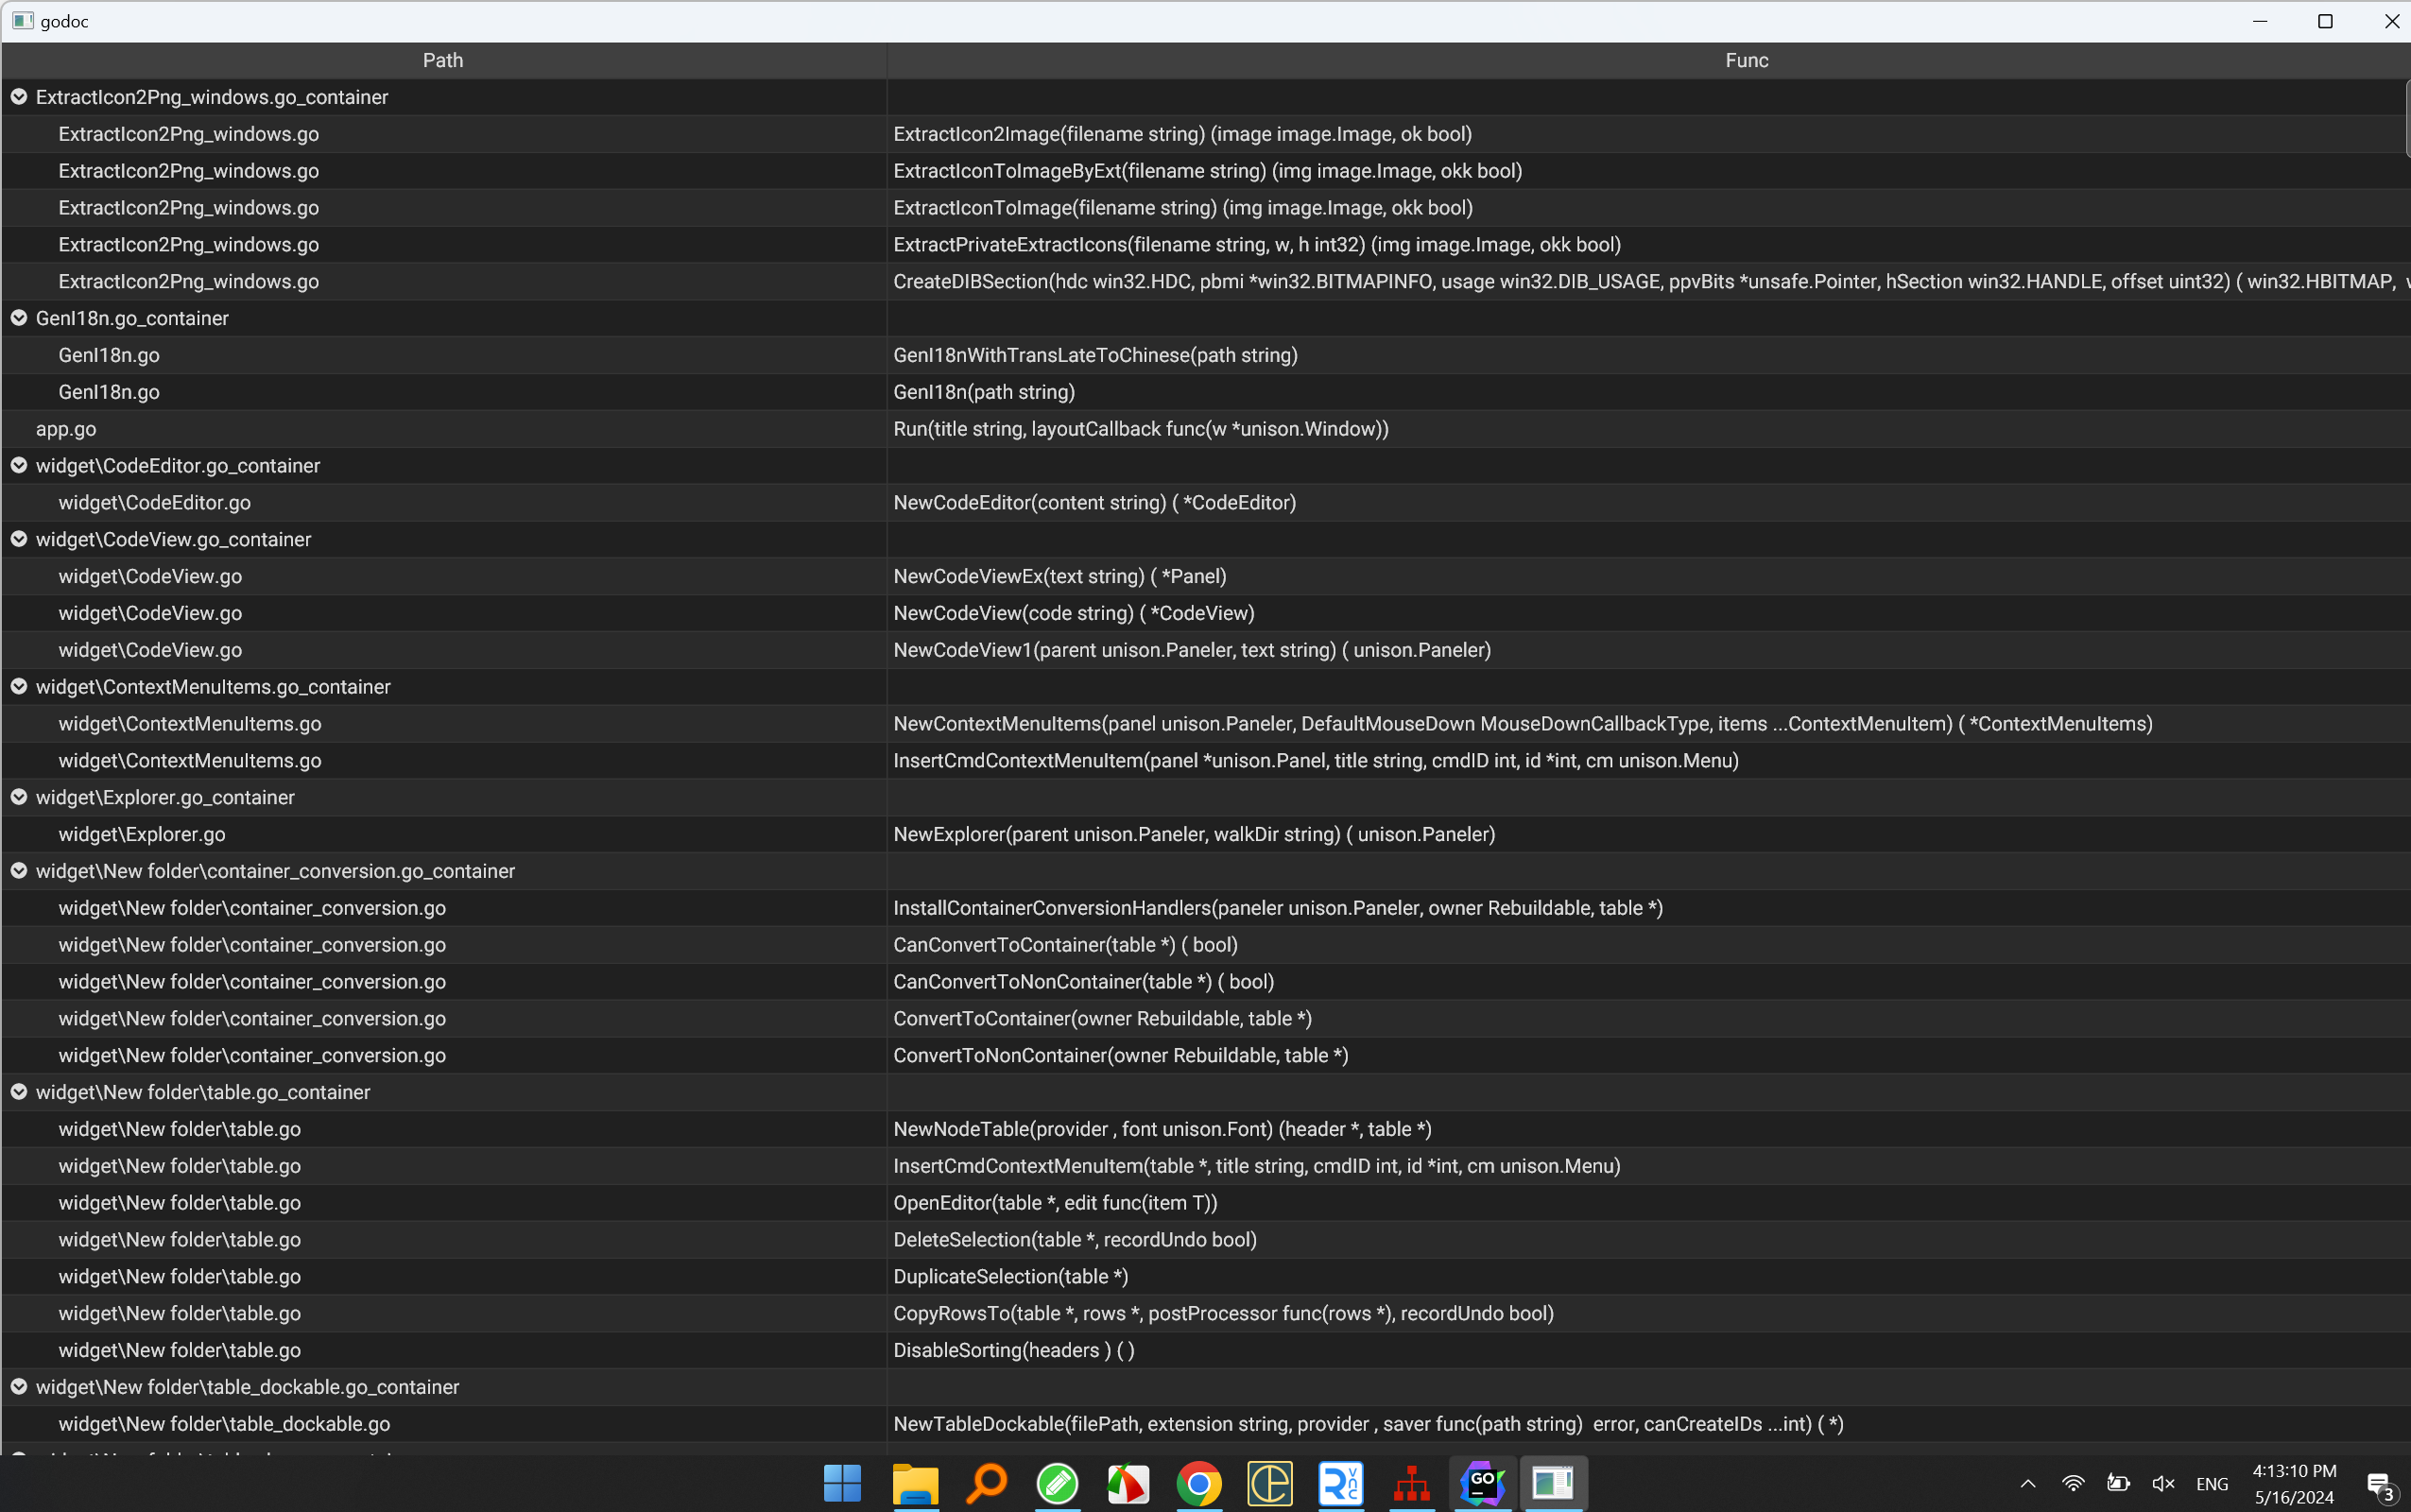 godoc
Path Func
ExtractIcon2Png_windows.go_container
ExtractIcon2Png_windows.go ExtractIcon2Image(filename string) (image image.Image, ok bool)
ExtractIcon2Png_windows.go ExtractIconToImageByExt(filename string) (img image.Image, okk bool)
ExtractIcon2Png_windows.go ExtractIconToImage(filename string) (img image.Image, okk bool)
ExtractIcon2Png_windows.go ExtractPrivateExtractIcons(filename string, w, h int32) (img image.Image, okk bool)
ExtractIcon2Png_windows.go CreateDIBSection(hdc win32.HDC, pbmi *win32.BITMAPINFO, usage win32.DIB_USAGE, ppvBits *unsafe.Pointer, hSection win32.HANDLE, offset uint32) ( win32.HBITMAP,
GenI18n.go_container
GenI18n.go GenI18nWithTransLateToChinese(path string)
GenI18n.go GenI18n(path string)
app.go Run(title string, layoutCallback func(w *unison.Window))
widget\CodeEditor.go_container
widget\CodeEditor.go NewCodeEditor(content string) ( *CodeEditor)
widget\CodeView.go_container
widget\CodeView.go NewCodeViewEx(text string) ( *Panel)
widget\CodeView.go NewCodeView(code string) ( *CodeView)
widget\CodeView.go NewCodeView1(parent unison.Paneler, text string) ( unison.Paneler)
widget\ContextMenuItems.go_container
widget\ContextMenuItems.go NewContextMenuItems(panel unison.Paneler, DefaultMouseDown MouseDownCallbackType, items ...ContextMenuItem) ( *ContextMenuItems)
widget\ContextMenuItems.go InsertCmdContextMenuItem(panel *unison.Panel, title string, cmdID int, id *int, cm unison.Menu)
widget\Explorer.go_container
widget\Explorer.go NewExplorer(parent unison.Paneler, walkDir string) ( unison.Paneler)
widget\New folder\container_conversion.go_container
widget\New folder\container_conversion.go InstallContainerConversionHandlers(paneler unison.Paneler, owner Rebuildable, table *)
widget\New folder\container_conversion.go CanConvertToContainer(table *) ( bool)
widget\New folder\container_conversion.go CanConvertToNonContainer(table *) ( bool)
widget\New folder\container_conversion.go ConvertToContainer(owner Rebuildable, table *)
widget\New folder\container_conversion.go ConvertToNonContainer(owner Rebuildable, table *)
widget\New folder\table.go_container
widget\New folder\table.go NewNodeTable(provider , font unison.Font) (header *, table *)
widget\New folder\table.go InsertCmdContextMenuItem(table *, title string, cmdID int, id *int, cm unison.Menu)
widget\New folder\table.go OpenEditor(table *, edit func(item T))
widget\New folder\table.go DeleteSelection(table *, recordUndo bool)
widget\New folder\table.go DuplicateSelection(table *)
widget\New folder\table.go CopyRowsTo(table *, rows *, postProcessor func(rows *), recordUndo bool)
widget\New folder\table.go DisableSorting(headers ) ( )
widget\New folder\table_dockable.go_container
widget\New folder\table_dockable.go NewTableDockable(filePath, extension string, provider , saver func(path string)  error, canCreateIDs ...int) ( *)
GO
ENG
4:13:10 PM
5/16/2024
3